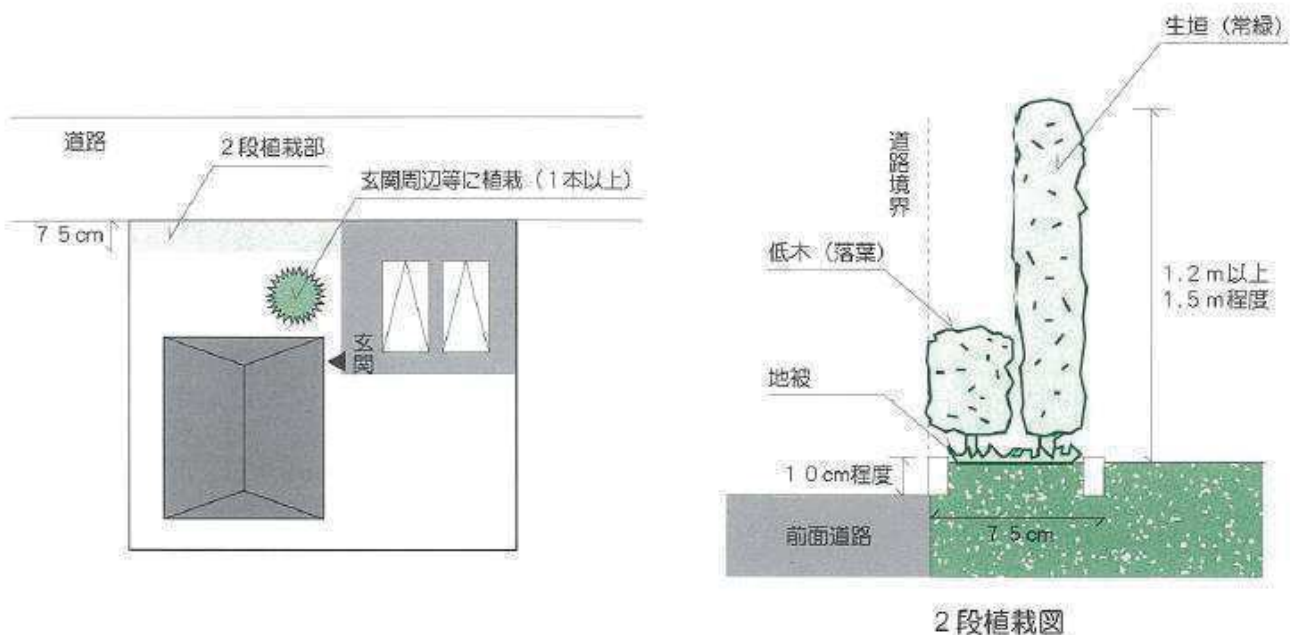 道路
２段植栽部
玄関周辺等に植栽（１本以上）
７５cm
玄関
生垣（常緑）
道路境界
低木（落葉）
1.2ｍ以上
1.5ｍ程度
地被
１０cm程度
前面道路
７５cm
２段植栽図